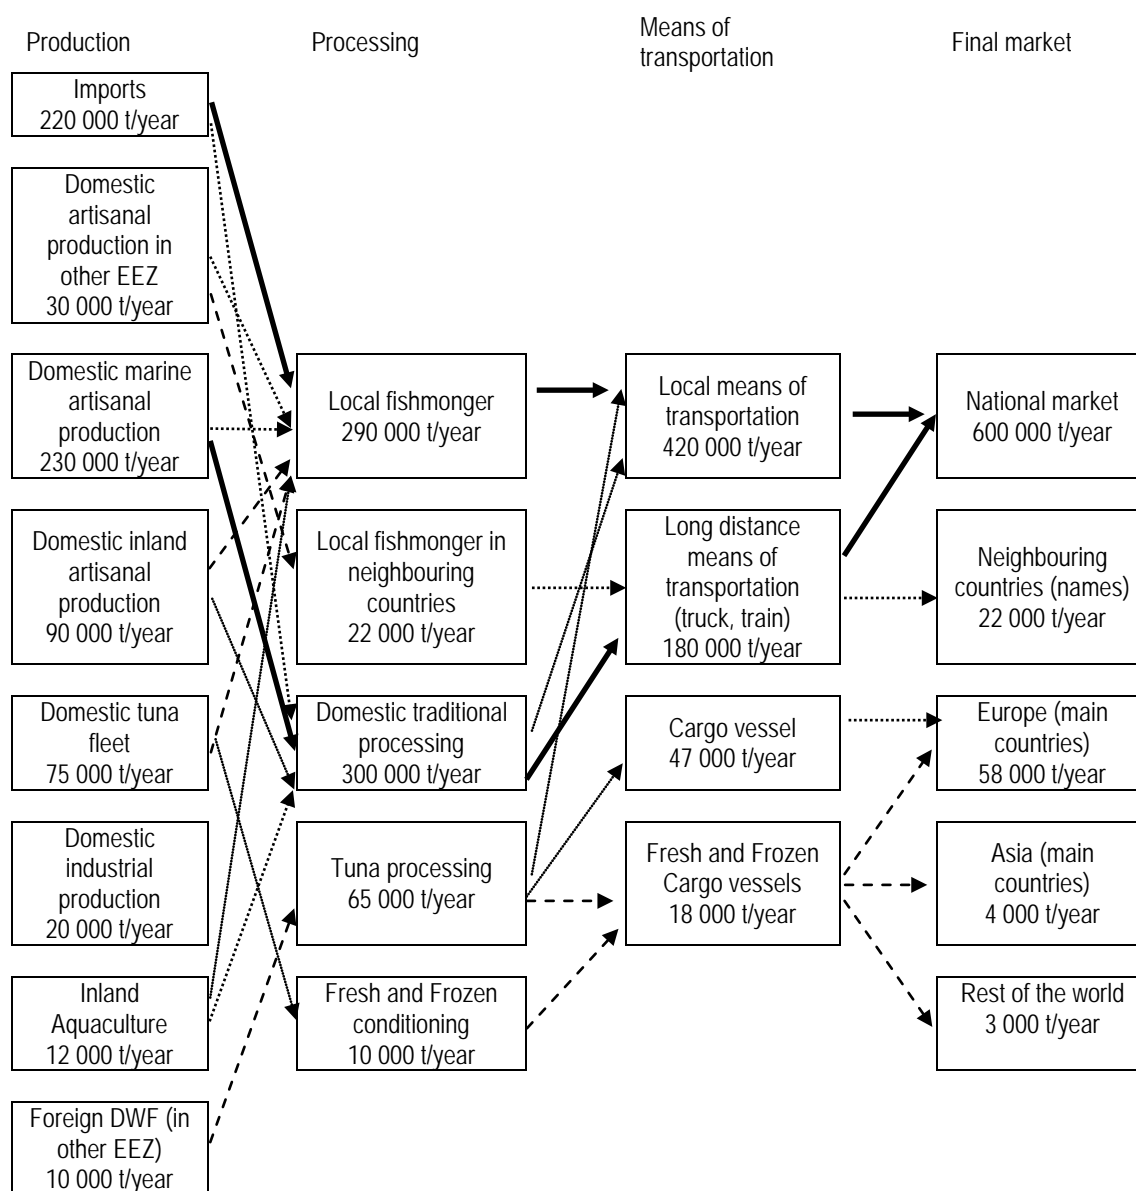 Production
Processing
Means of
transportation
Final market
Imports
220 000 t/year
Domestic
artisanal
production in
other EEZ
30 000 t/year
Domestic marine
artisanal
production
230 000 t/year
Domestic inland
artisanal
production
90 000 t/year
Domestic tuna
fleet
75 000 t/year
Domestic
industrial
production
20 000 t/year
Inland
Aquaculture
12 000 t/year
Foreign DWF (in
other EEZ)
10 000 t/year
Local fishmonger
290 000 t/year
Local fishmonger in
neighbouring
countries
22 000 t/year
Domestic traditional
processing
300 000 t/year
Tuna processing
65 000 t/year
Fresh and Frozen
conditioning
10 000 t/year
Local means of
transportation
420 000 t/year
Long distance
means of
transportation
(truck, train)
180 000 t/year
Cargo vessel
47 000 t/year
Fresh and Frozen
Cargo vessels
18 000 t/year
National market
600 000 t/year
Neighbouring
countries (names)
22 000 t/year
Europe (main
countries)
58 000 t/year
Asia (main
countries)
4 000 t/year
Rest of the world
3 000 t/year